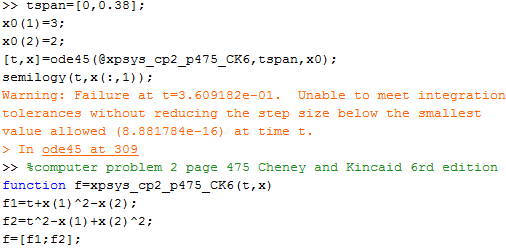 >> tspan=[0,0.38];
x0(1)=3;
x0(2)=2;
[t,x]=ode45(@xpsys_cp2_p475_CK6,tspan,x0);
semilogy(t,x(:,1));
Warning: Failure at t=3.609182e-01.  Unable to meet integration
tolerances without reducing the step size below the smallest
value allowed (8.881784e-16) at time t.
> In ode45 at 309
>> %computer problem 2 page 475 Cheney and Kincaid 6rd edition
function f=xpsys_cp2_p475_CK6(t,x)
f1=t+x(1)^2-x(2);
f2=t^2-x(1)+x(2)^2;
f=[f1;f2];